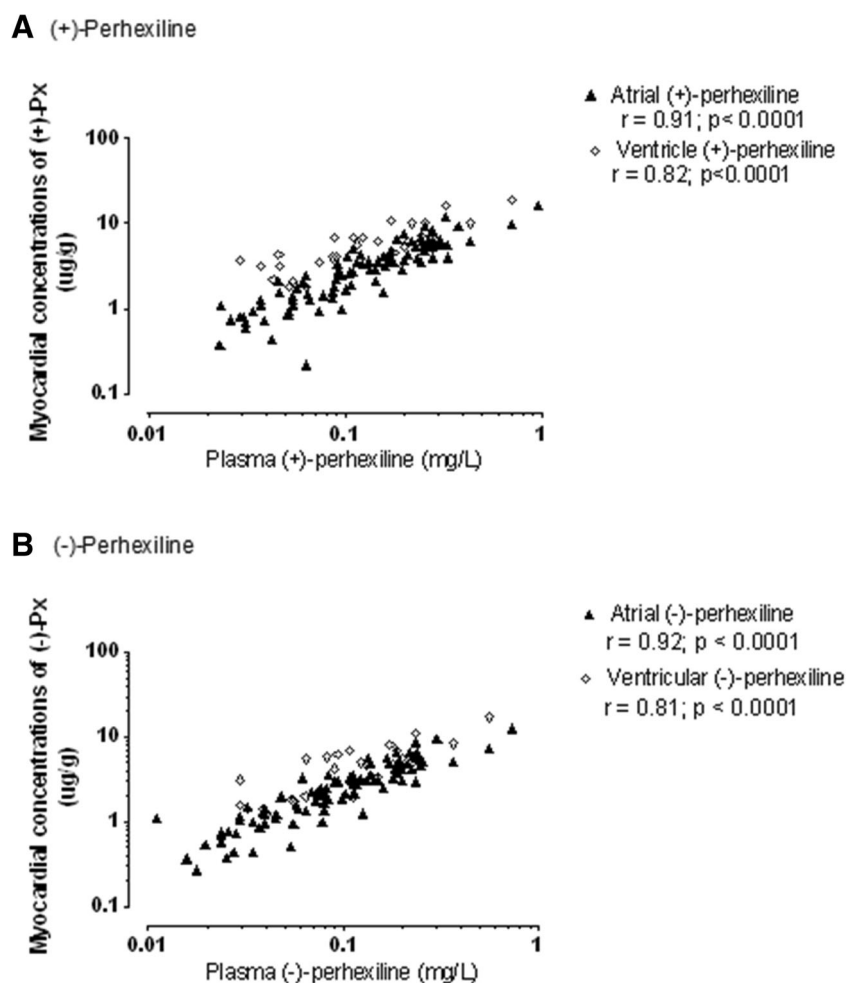 A (+)-Perhexiline
Myocardial concentrations of (+)-Px
(ug/g)
100
10
1
0.1
0.01
0.1
1
Plasma (+)-perhexiline (mg/L)
Atrial (+)-perhexiline
r = 0.91; p< 0.0001
Ventricle (+)-perhexiline
r = 0.82; p<0.0001
B (-)-Perhexiline
Myocardial concentrations of (-)-Px
(ug/g)
100
10
1
0.1
0.01
0.1
1
Plasma (-)-perhexiline (mg/L)
Atrial (-)-perhexiline
r = 0.92; p < 0.0001
Ventricular (-)-perhexiline
r = 0.81; p < 0.0001